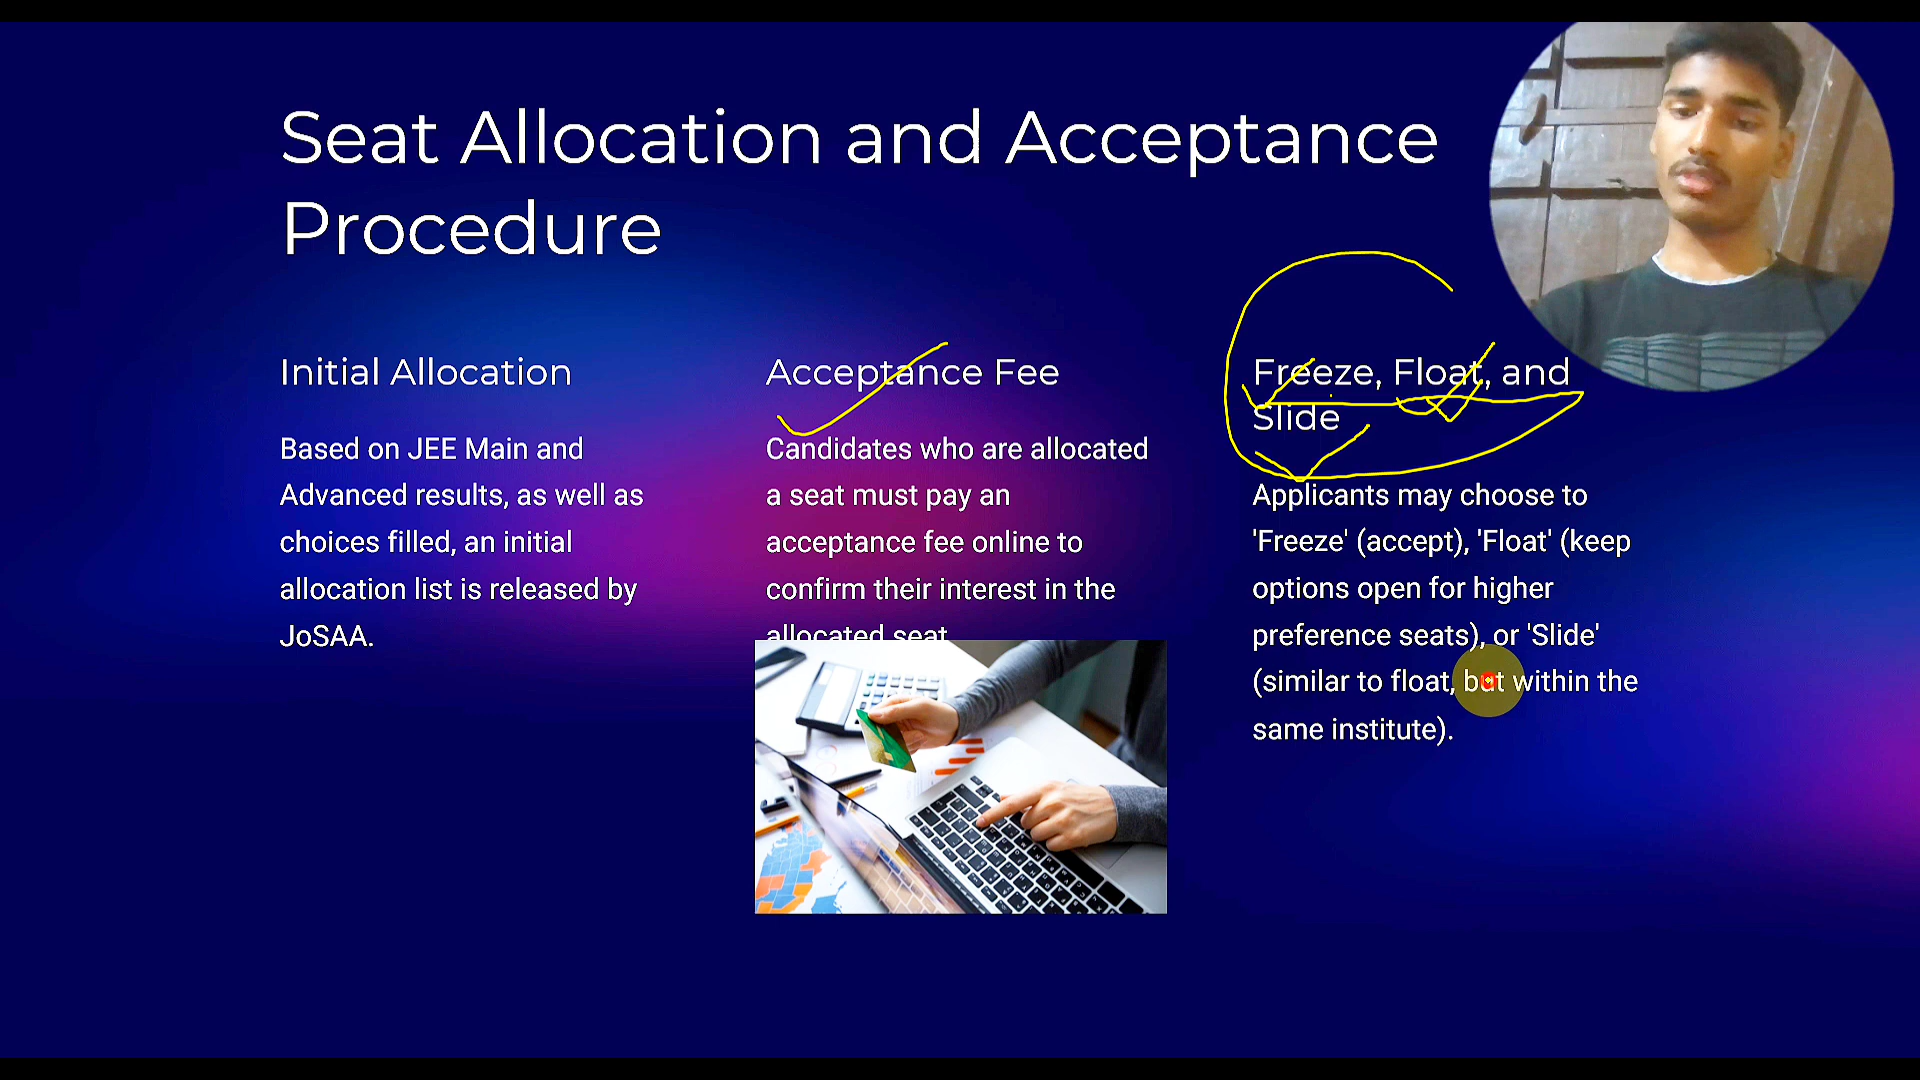 Seat Allocation and Acceptance
Procedure
Initial Allocation
Based on JEE Main and
Advanced results, as well as
choices filled, an initial
allocation list is released by
JoSAA.
Acceptance Fee
Candidates who are allocated
a seat must pay an
acceptance fee online to
confirm their interest in the
allocated seat
Freeze, Float, and
Slide
Applicants may choose to
'Freeze' (accept), 'Float' (keep
options open for higher
preference seats), or 'Slide'
(similar to float, but within the
same institute).